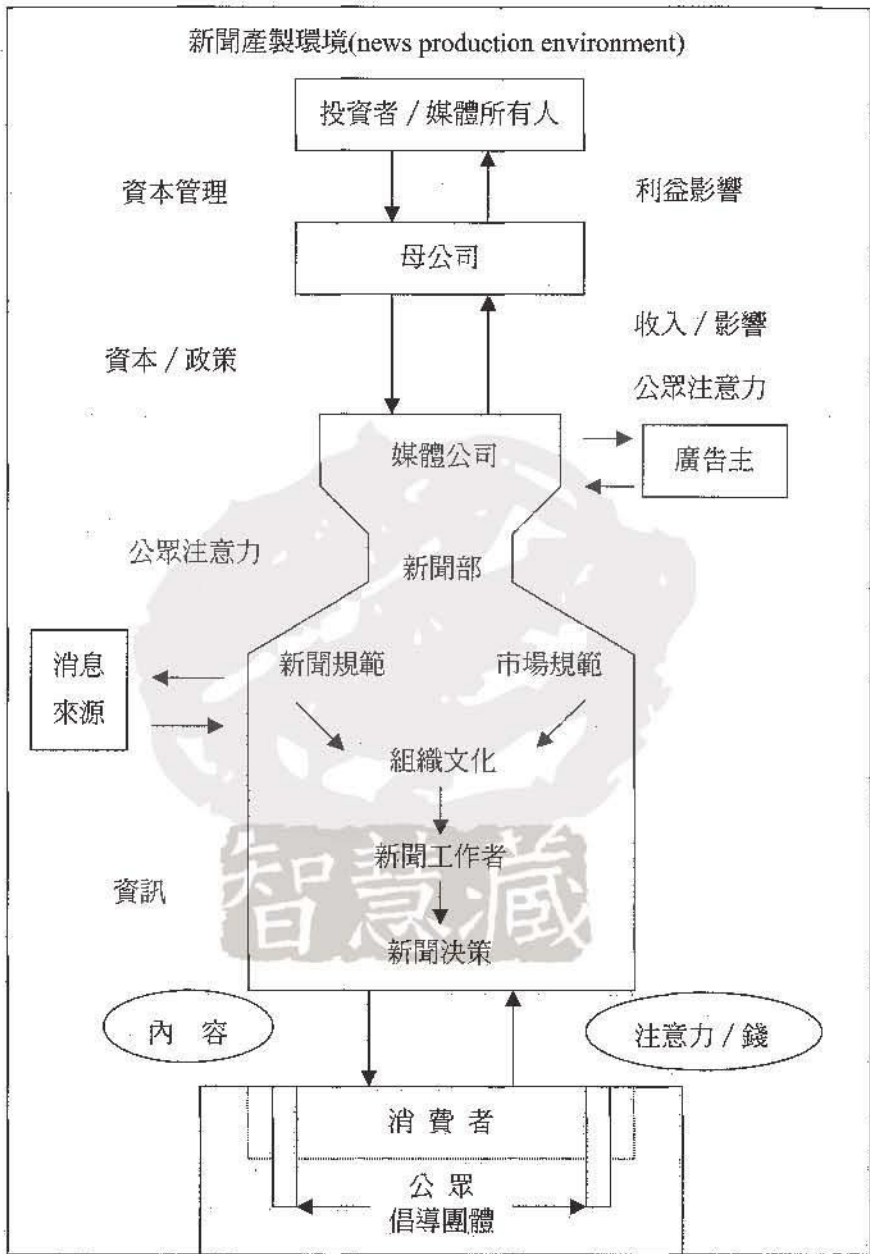 新聞產製環境(news production environment)
投資者／媒體所有人
資本管理
利益影響
母公司
資本／政策
收入／影響
公眾注意力
媒體公司
廣告主
公眾注意力
新聞部
消息
來源
新聞規範
市場規範
組織文化
新聞工作者
資訊
新聞決策
智慧藏
內 容
注意力／錢
消 費 者
公 眾
倡導團體